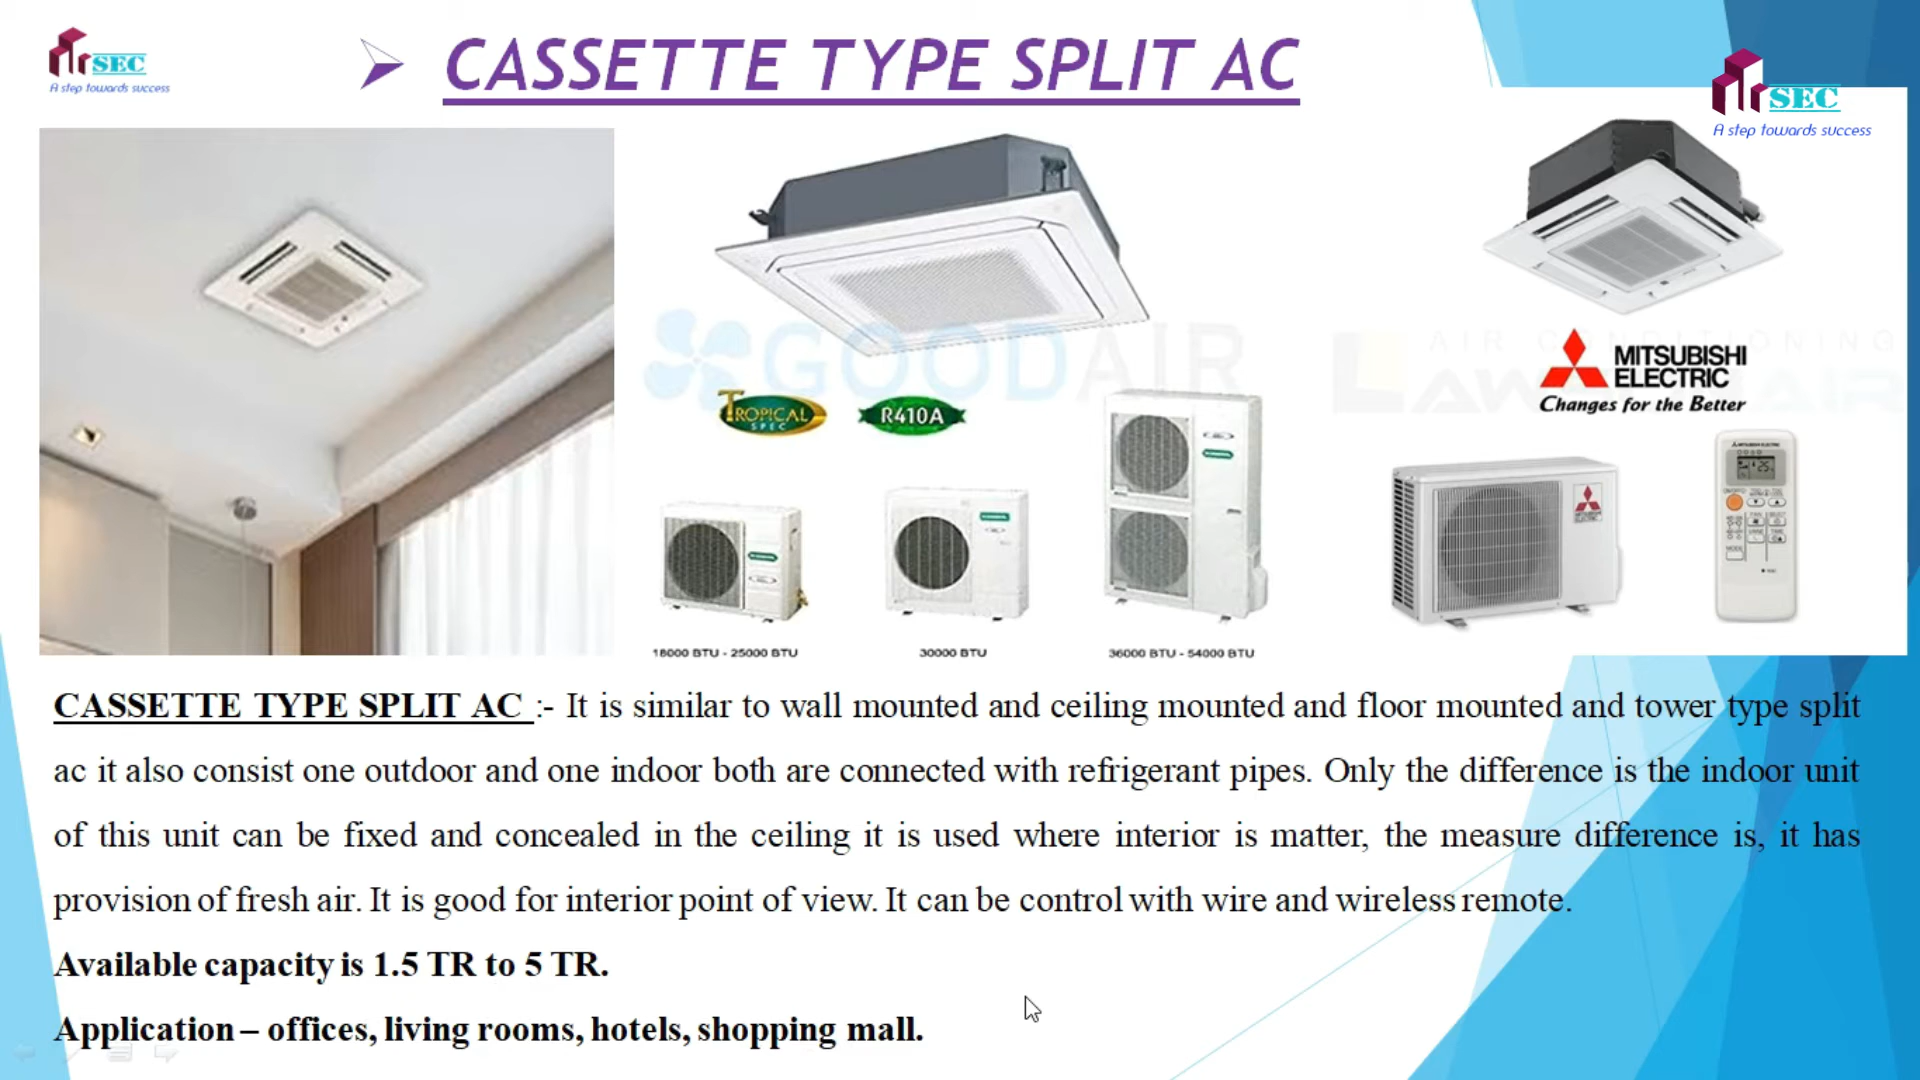 SEC
A step towards success
CASSETTE TYPE SPLIT AC
SEC
A step towards success
GOODAIR
AIR CONDITIONING
MITSUBISHI
ELECTRIC
Changes for the Better
TROPICAL
SPEC
R410A
MITSUBISHI
ELECTRIC
18000 BTU - 25000 BTU
30000 BTU
36000 BTU - 54000 BTU
CASSETTE TYPE SPLIT AC :- It is similar to wall mounted and ceiling mounted and floor mounted and tower type split
ac it also consist one outdoor and one indoor both are connected with refrigerant pipes. Only the difference is the indoor unit
of this unit can be fixed and concealed in the ceiling it is used where interior is matter, the measure difference is, it has
provision of fresh air. It is good for interior point of view. It can be control with wire and wireless remote.
Available capacity is 1.5 TR to 5 TR.
Application – offices, living rooms, hotels, shopping mall.